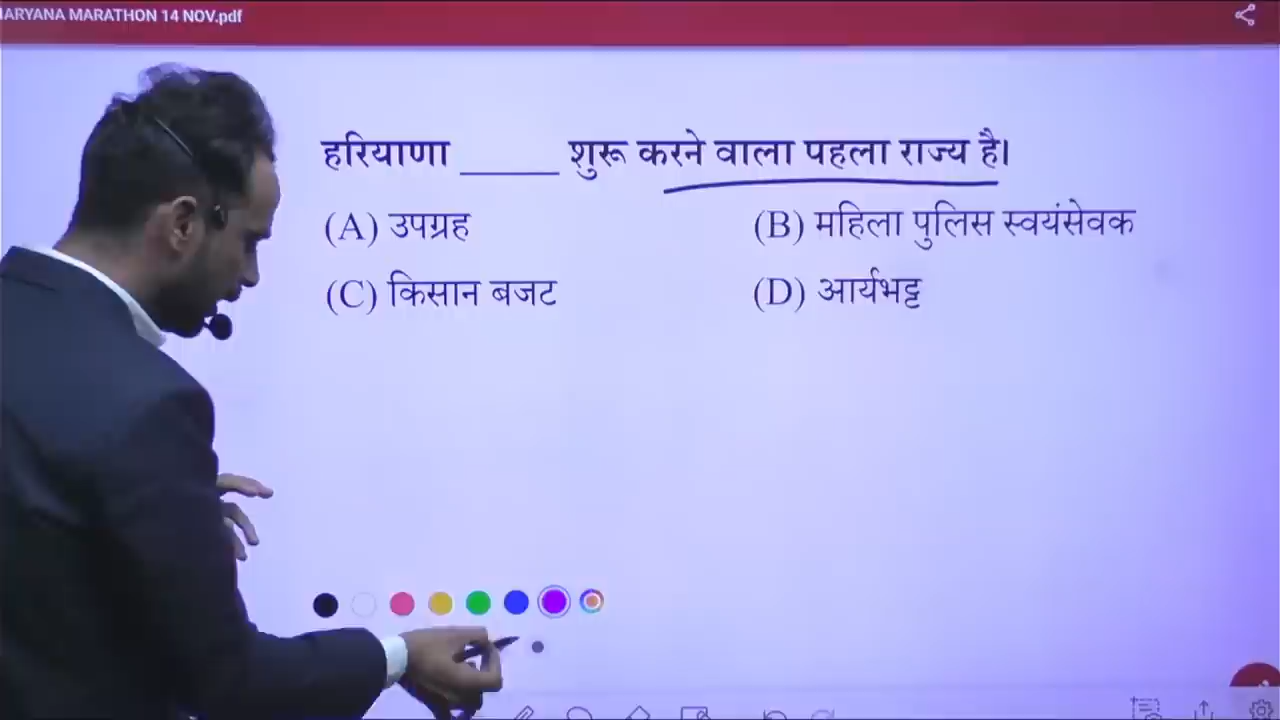 ARYANA MARATHON 14 NOV.pdf
हरियाणा ______ शुरू करने वाला पहला राज्य है।
(A) उपग्रह (B) महिला पुलिस स्वयंसेवक
(C) किसान बजट (D) आर्यभट्ट